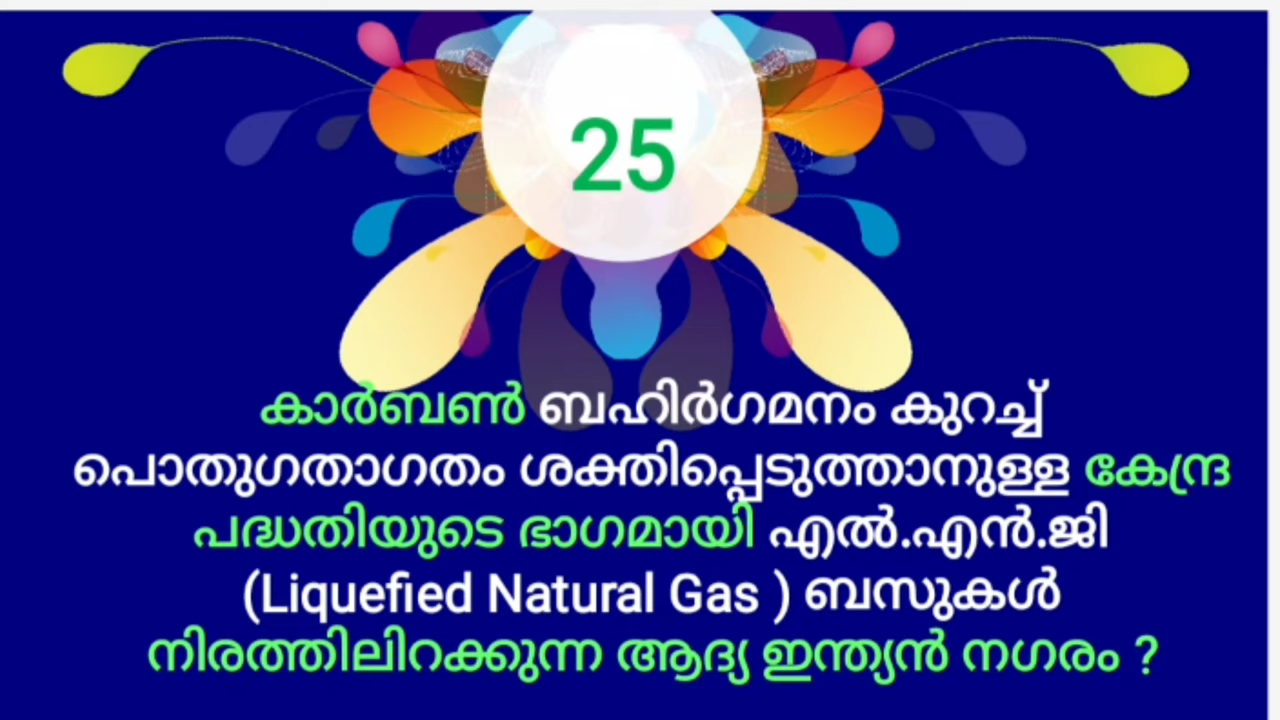 25
കാർബൺ ബഹിർഗമനം കുറച്ച്
പൊതുഗതാഗതം ശക്തിപ്പെടുത്താനുള്ള കേന്ദ്ര
പദ്ധതിയുടെ ഭാഗമായി എൽ.എൻ.ജി
(Liquefied Natural Gas ) ബസുകൾ
നിരത്തിലിറക്കുന്ന ആദ്യ ഇന്ത്യൻ നഗരം ?